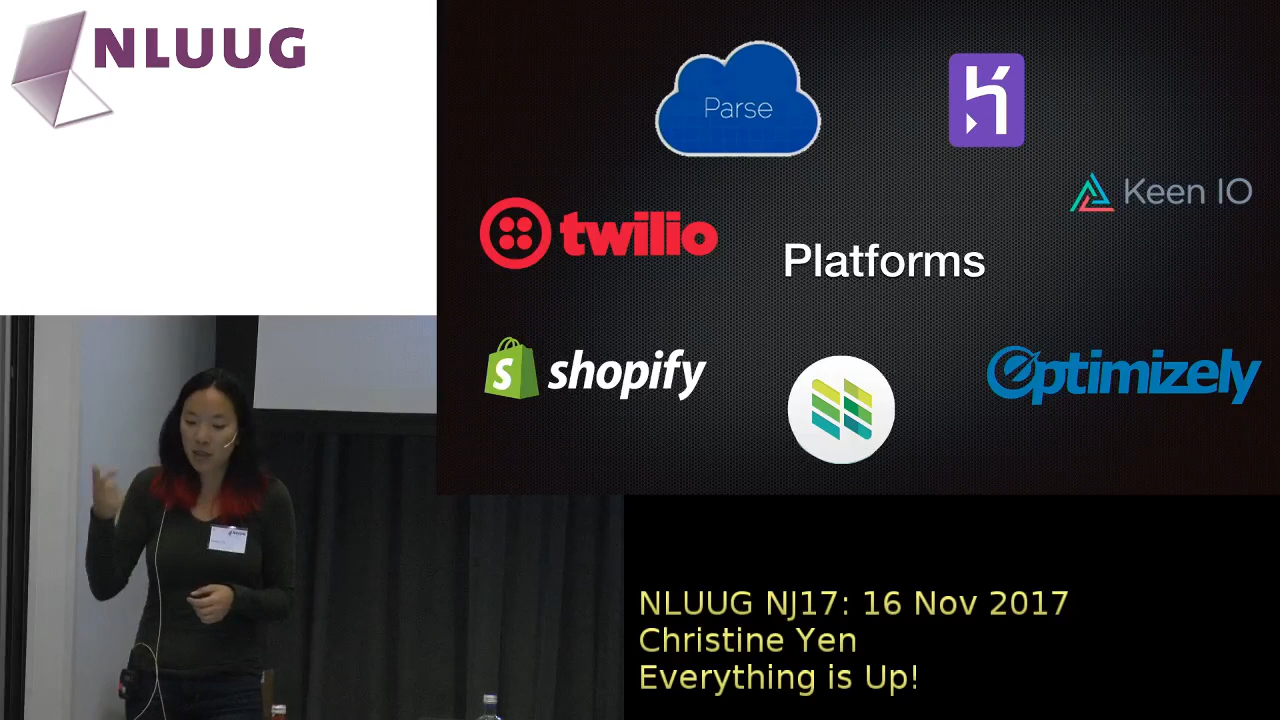 NLUUG
Parse
Keen IO
twilio
Platforms
shopify
Optimizely
NLUUG NJ17: 16 Nov 2017
Christine Yen
Everything is Up!